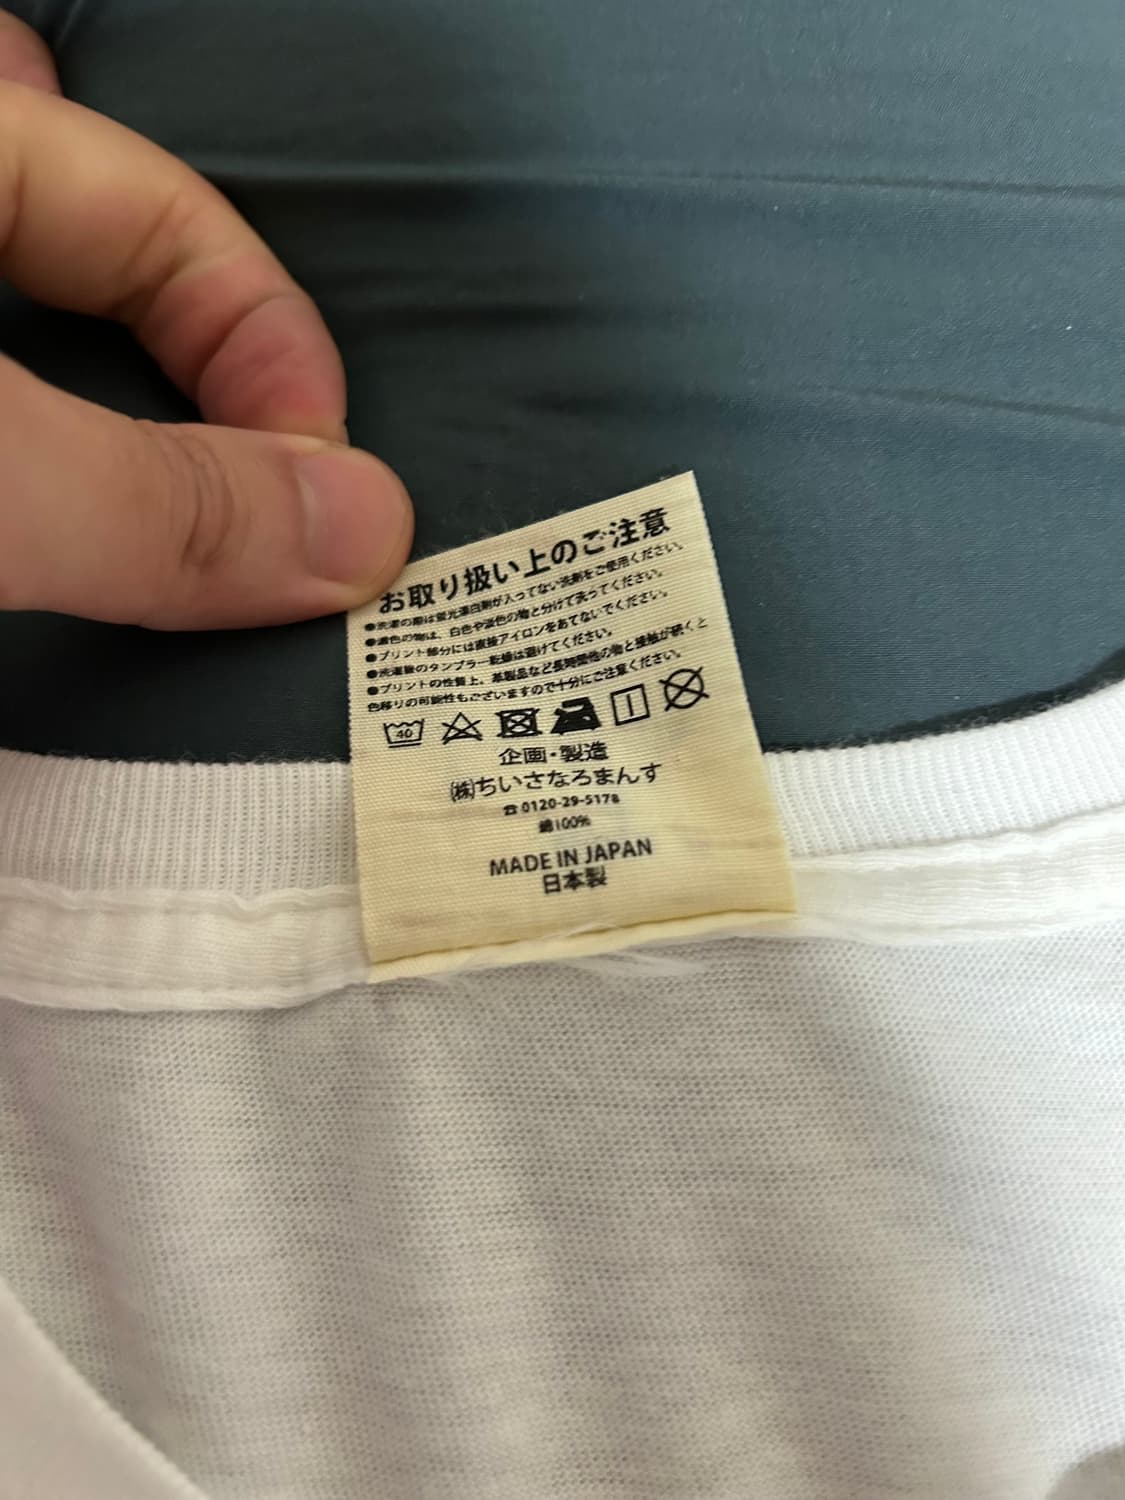 お取り扱い上のご注意
●洗濯の際は蛍光漂白剤が入ってない洗剤をご使用ください。
●濃色の物は、白色や淡色の物と分けて洗ってください。
●プリント部分には直接アイロンをあてないでください。
●洗濯後のタンブラー乾燥は避けてください。
●プリントの性質上、革製品など長時間他の物と接触が続くと
色移りの可能性もございますので十分にご注意ください。
40
企画・製造
㈱ちいさなろまんす
☎0120-29-5178
綿100%
MADE IN JAPAN
日本製